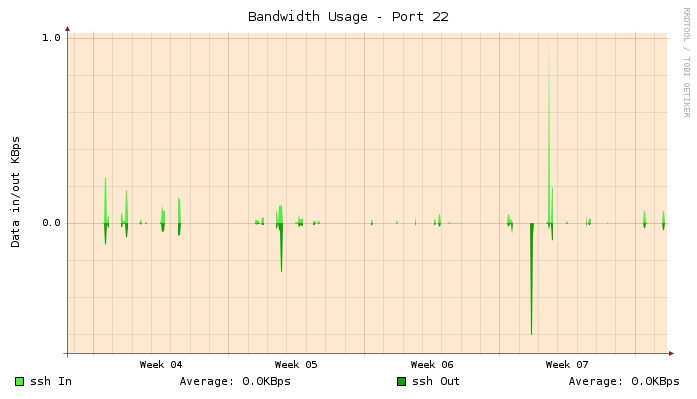 Bandwidth Usage - Port 22
RRDTOOL / TOBI OETIKER
1.0
Data in/out KBps
0.0
Week 04 Week 05 Week 06 Week 07
ssh In Average: 0.0KBps ssh Out Average: 0.0KBps